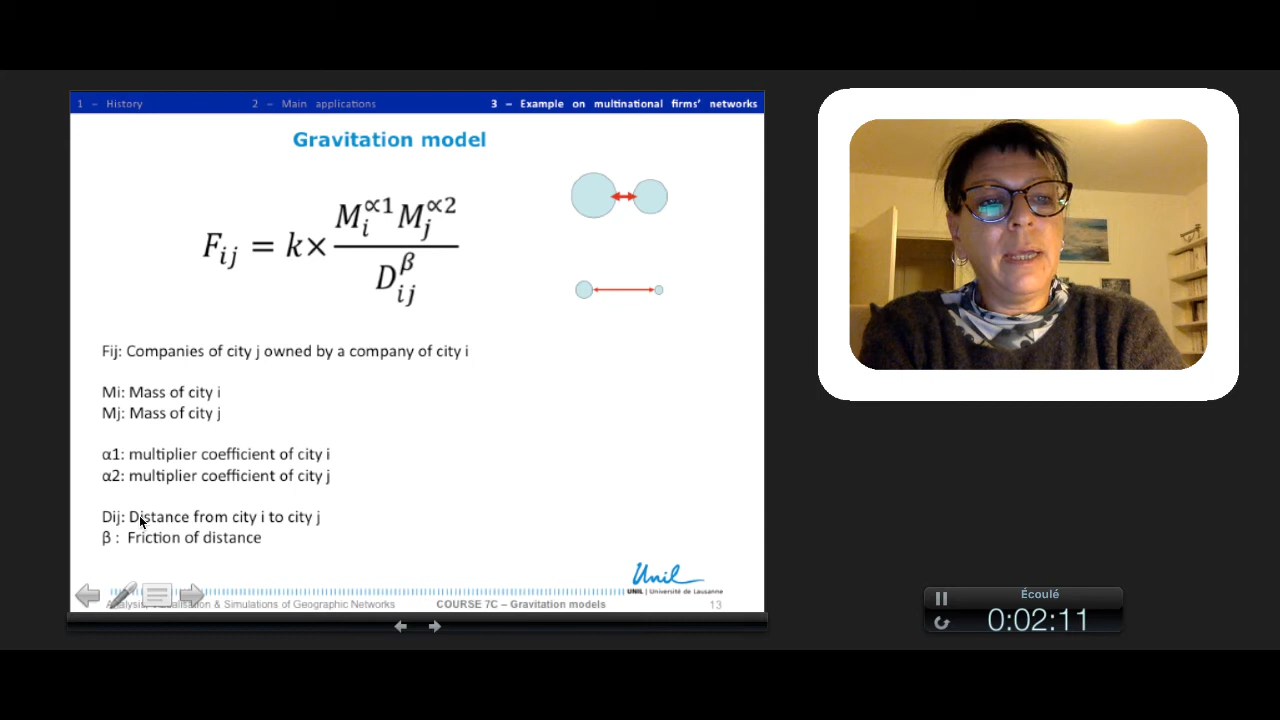 1 – History 2 – Main applications 3 – Example on multinational firms' networks
Gravitation model
F_ij = k × M_i^∝1 M_j^∝2 / D_ij^β
Fij: Companies of city j owned by a company of city i
Mi: Mass of city i
Mj: Mass of city j
α1: multiplier coefficient of city i
α2: multiplier coefficient of city j
Dij: Distance from city i to city j
β : Friction of distance
Unil
UNIL | Université de Lausanne
Analysis, Visualisation & Simulations of Geographic Networks COURSE 7C – Gravitation models 13
Écoulé
0:02:11